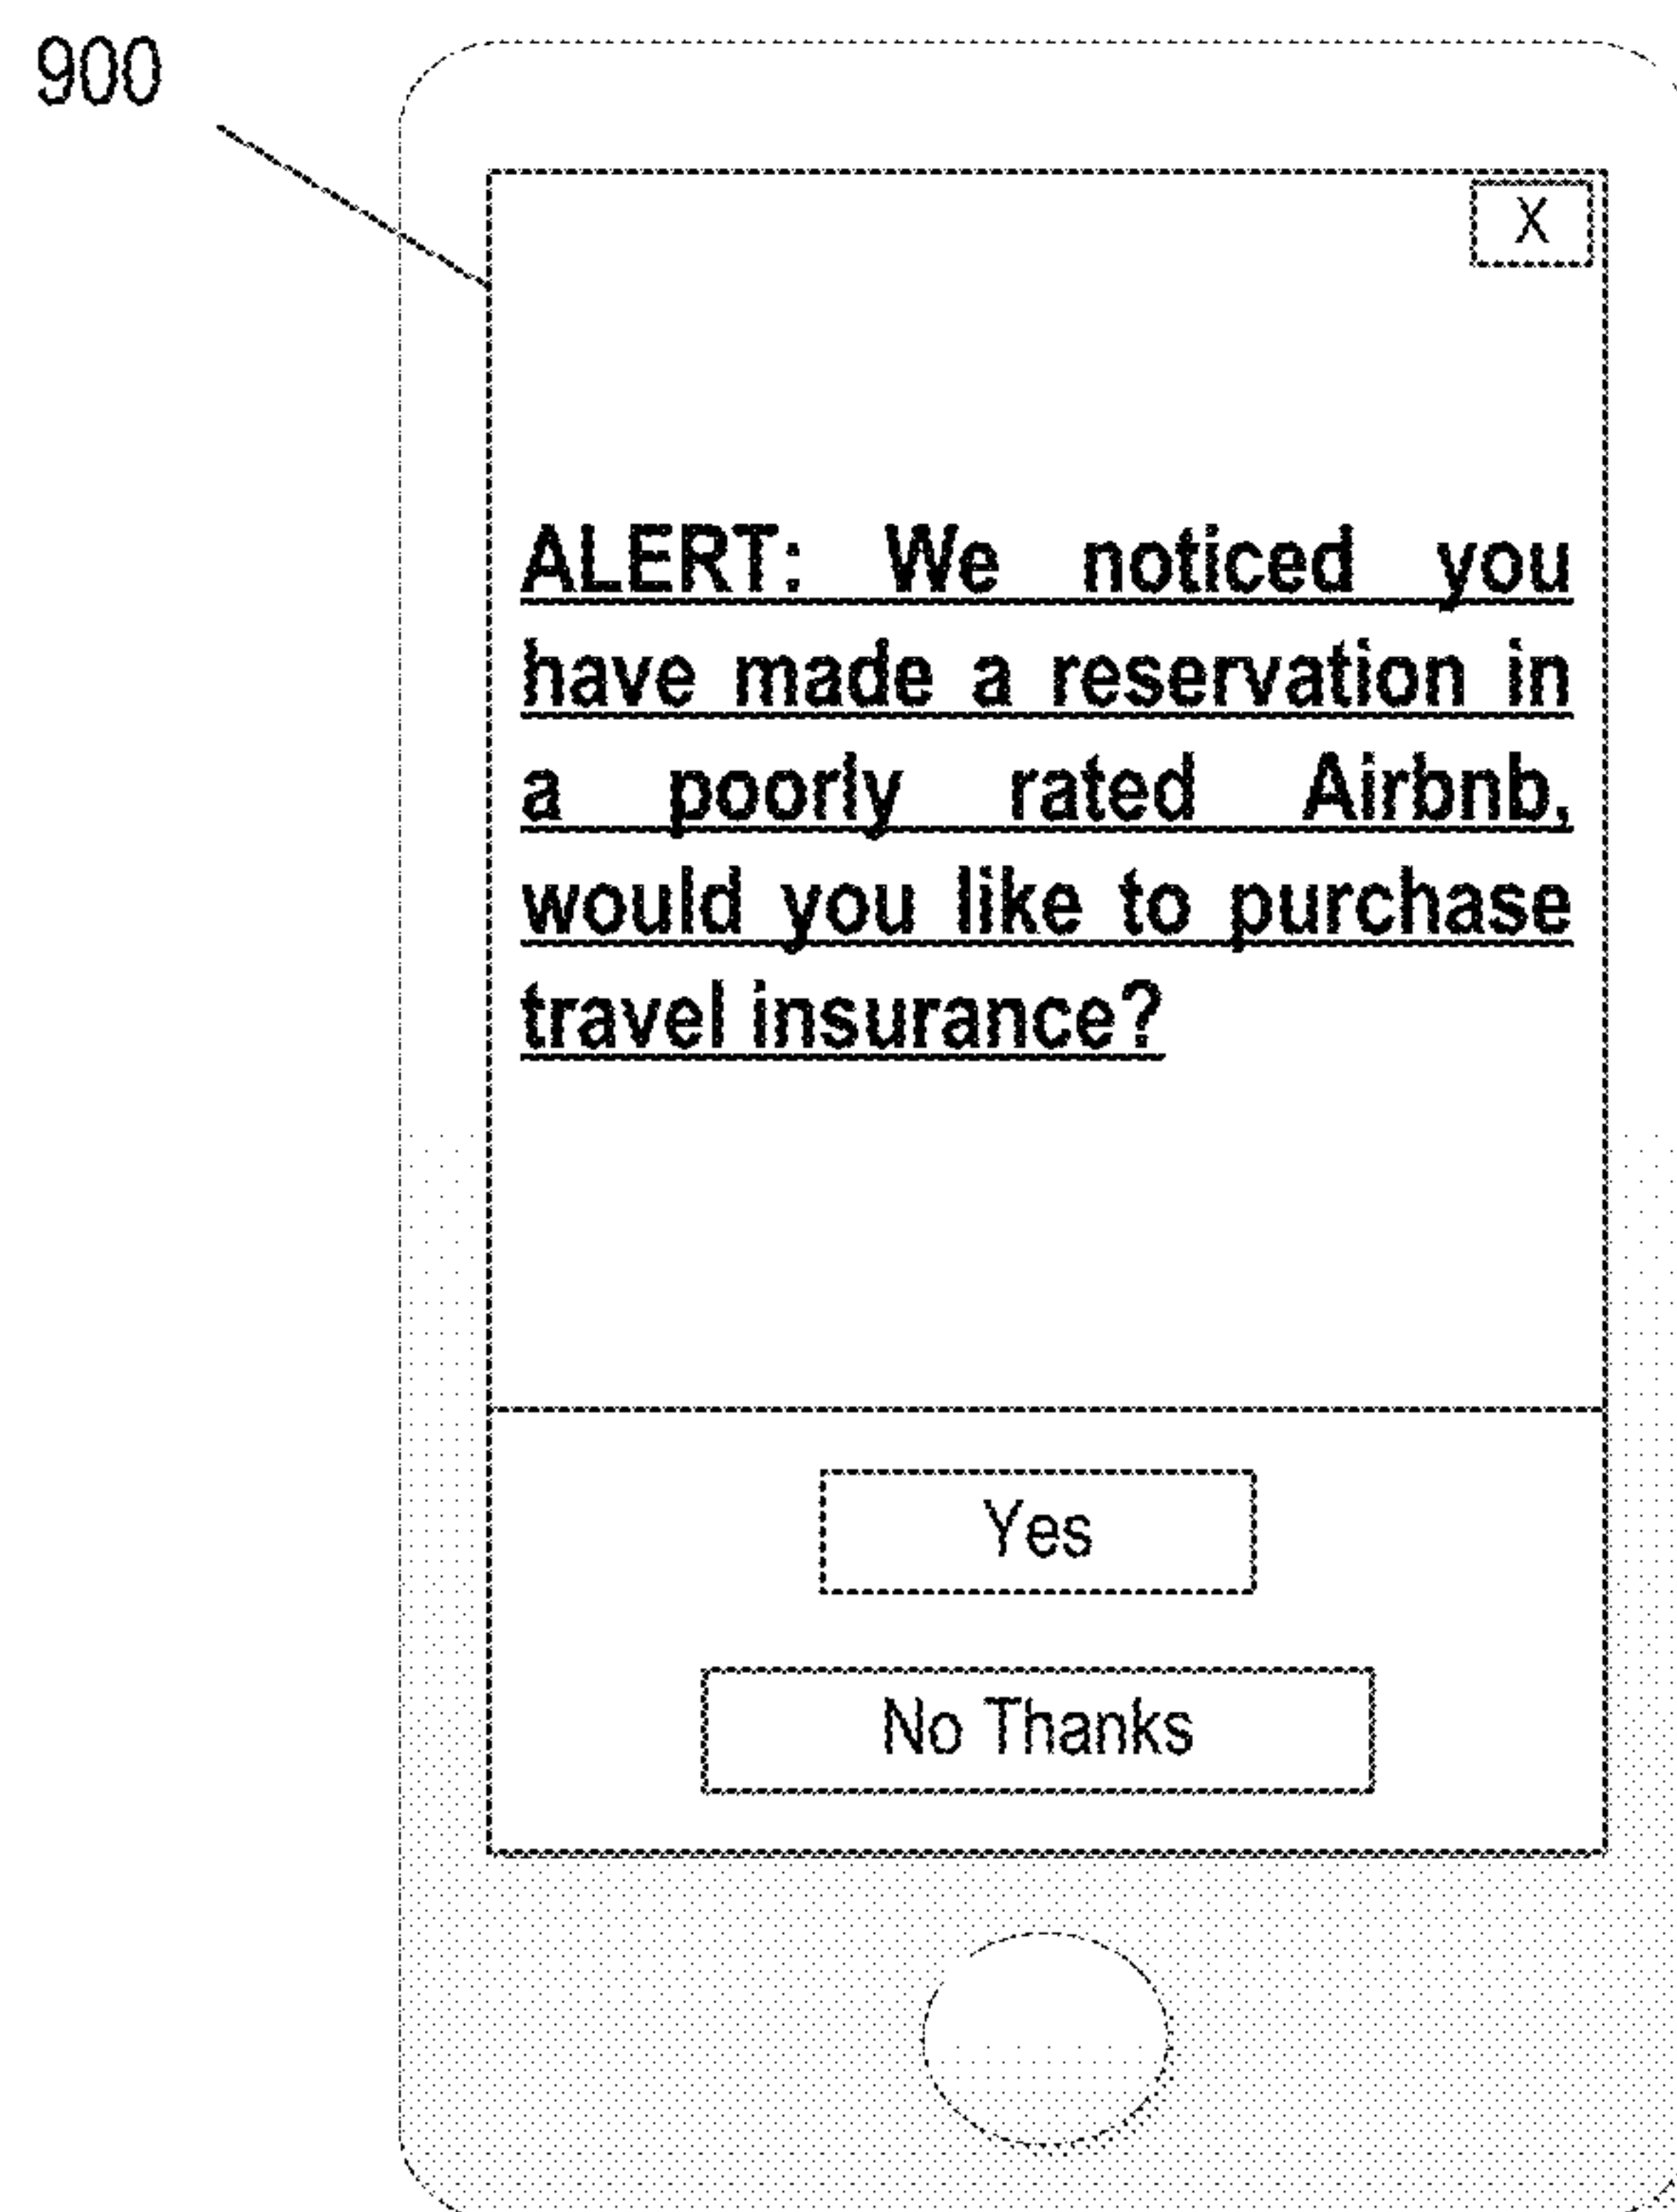 900
X
ALERT: We noticed you
have made a reservation in
a poorly rated Airbnb,
would you like to purchase
travel insurance?
Yes
No Thanks